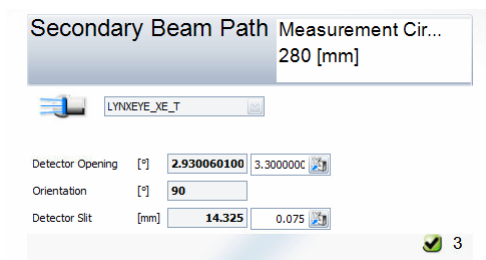 Secondary Beam Path Measurement Cir...
280 [mm]
LYNXEYE_XE_T
Detector Opening [°] 2.930060100 3.300000C
Orientation [°] 90
Detector Slit [mm] 14.325 0.075
3